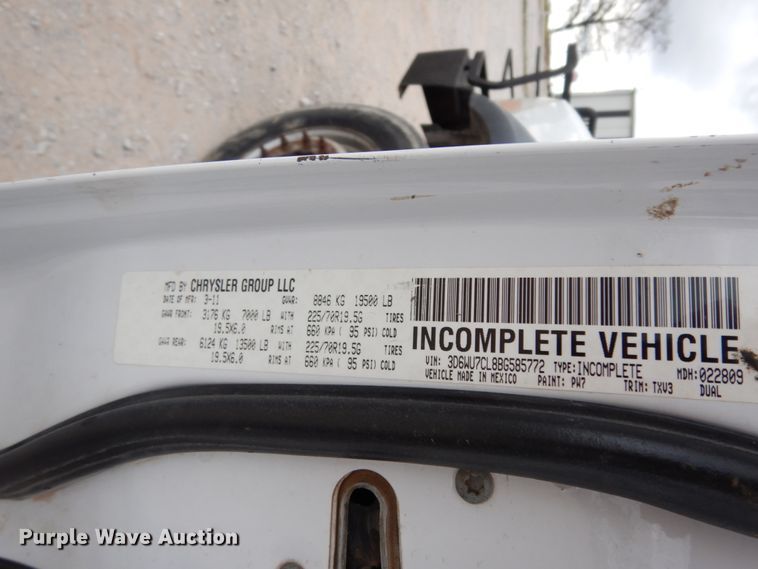 MFD BY CHRYSLER GROUP LLC
DATE OF MFR: 3-11 GVWR: 8846 KG 19500 LB
GAWR FRONT: 3176 KG 7000 LB WITH 225/70R19.5G TIRES
19.5X6.0 RIMS AT 660 KPA ( 95 PSI) COLD
GAWR REAR: 6124 KG 13500 LB WITH 225/70R19.5G TIRES
19.5X6.0 RIMS AT 660 KPA ( 95 PSI) COLD
INCOMPLETE VEHICLE
VIN: 3D6WU7CL8BG585772 TYPE: INCOMPLETE MDH: 022809
VEHICLE MADE IN MEXICO PAINT: PW7 TRIM: TXV3 DUAL
Purple Wave Auction